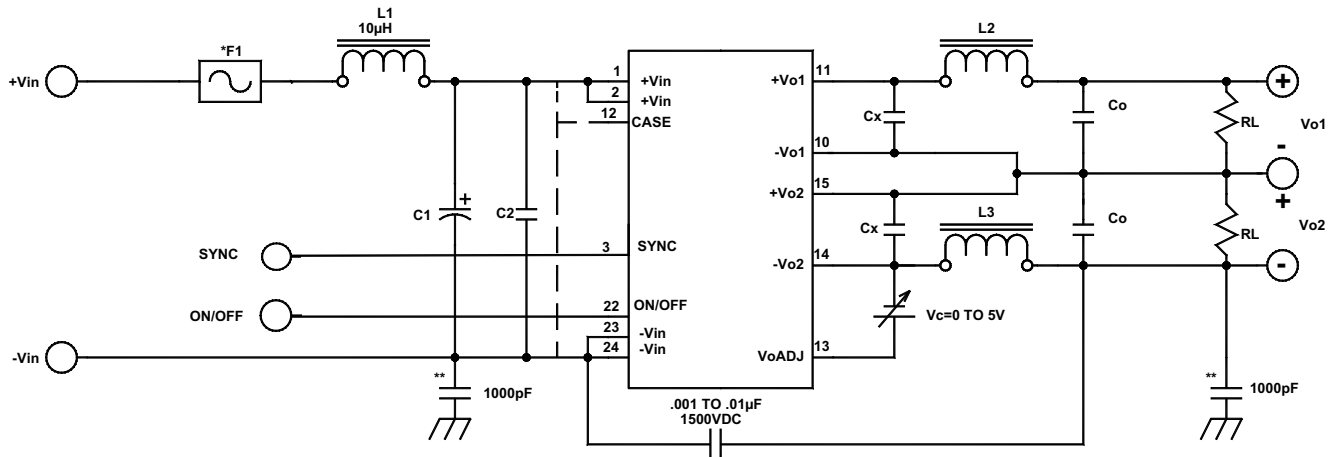 L1
10µH
*F1
+Vin
C1
+
C2
SYNC
ON/OFF
-Vin
**
1000pF
1
+Vin
2
+Vin
12
CASE
3
SYNC
22
ON/OFF
23
-Vin
24
-Vin
+Vo1
11
-Vo1
10
+Vo2
15
-Vo2
14
VoADJ
13
.001 TO .01µF
1500VDC
L2
Cx
Co
RL
+
Vo1
-
+
Cx
L3
Co
RL
Vo2
-
Vc=0 TO 5V
**
1000pF